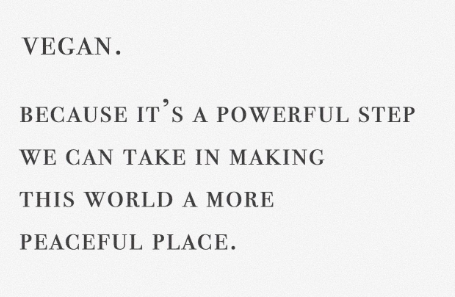 VEGAN.
BECAUSE IT'S A POWERFUL STEP
WE CAN TAKE IN MAKING
THIS WORLD A MORE
PEACEFUL PLACE.